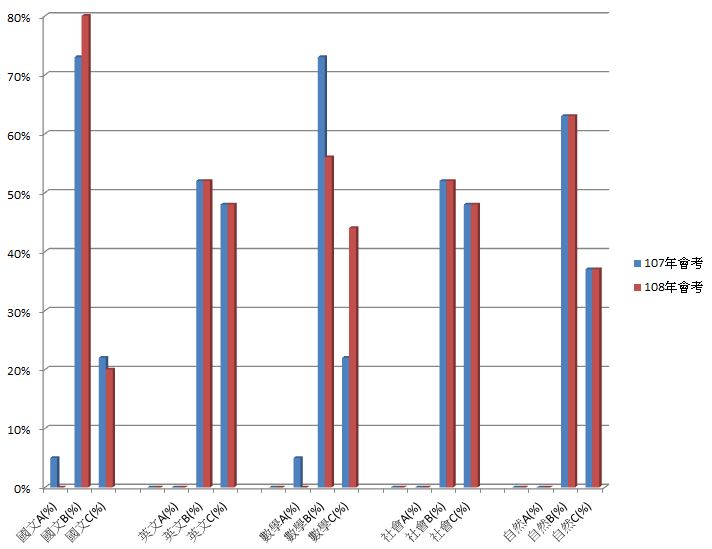 80%
70%
60%
50%
40%
30%
20%
10%
0%
國文A(%)
國文B(%)
國文C(%)
英文A(%)
英文B(%)
英文C(%)
數學A(%)
數學B(%)
數學C(%)
社會A(%)
社會B(%)
社會C(%)
自然A(%)
自然B(%)
自然C(%)
107年會考
108年會考